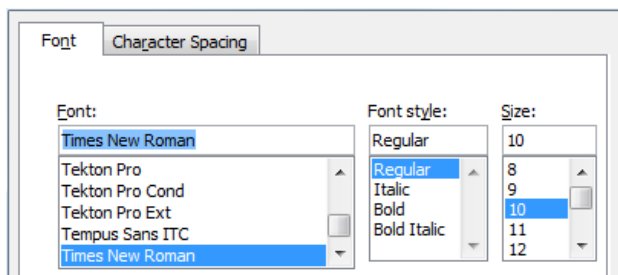 Font
Character Spacing
Font:
Times New Roman
Tekton Pro
Tekton Pro Cond
Tekton Pro Ext
Tempus Sans ITC
Times New Roman
Font style:
Regular
Regular
Italic
Bold
Bold Italic
Size:
10
8
9
10
11
12